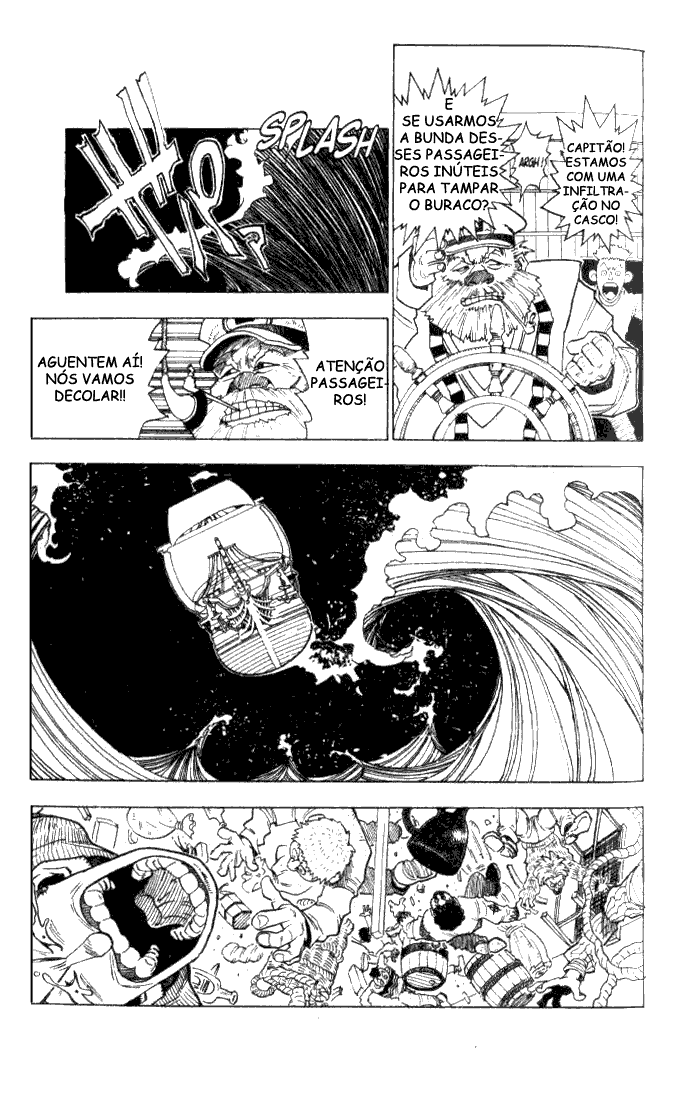 CAPITÃO!
ESTAMOS
COM UMA
INFILTRA-
ÇÃO NO
CASCO!
ARGH!!
E
SE USARMOS
A BUNDA DES-
SES PASSAGEI-
ROS INÚTEIS
PARA TAMPAR
O BURACO?
SPLASH
ATENÇÃO
PASSAGEI-
ROS!
AGUENTEM AÍ!
NÓS VAMOS
DECOLAR!!